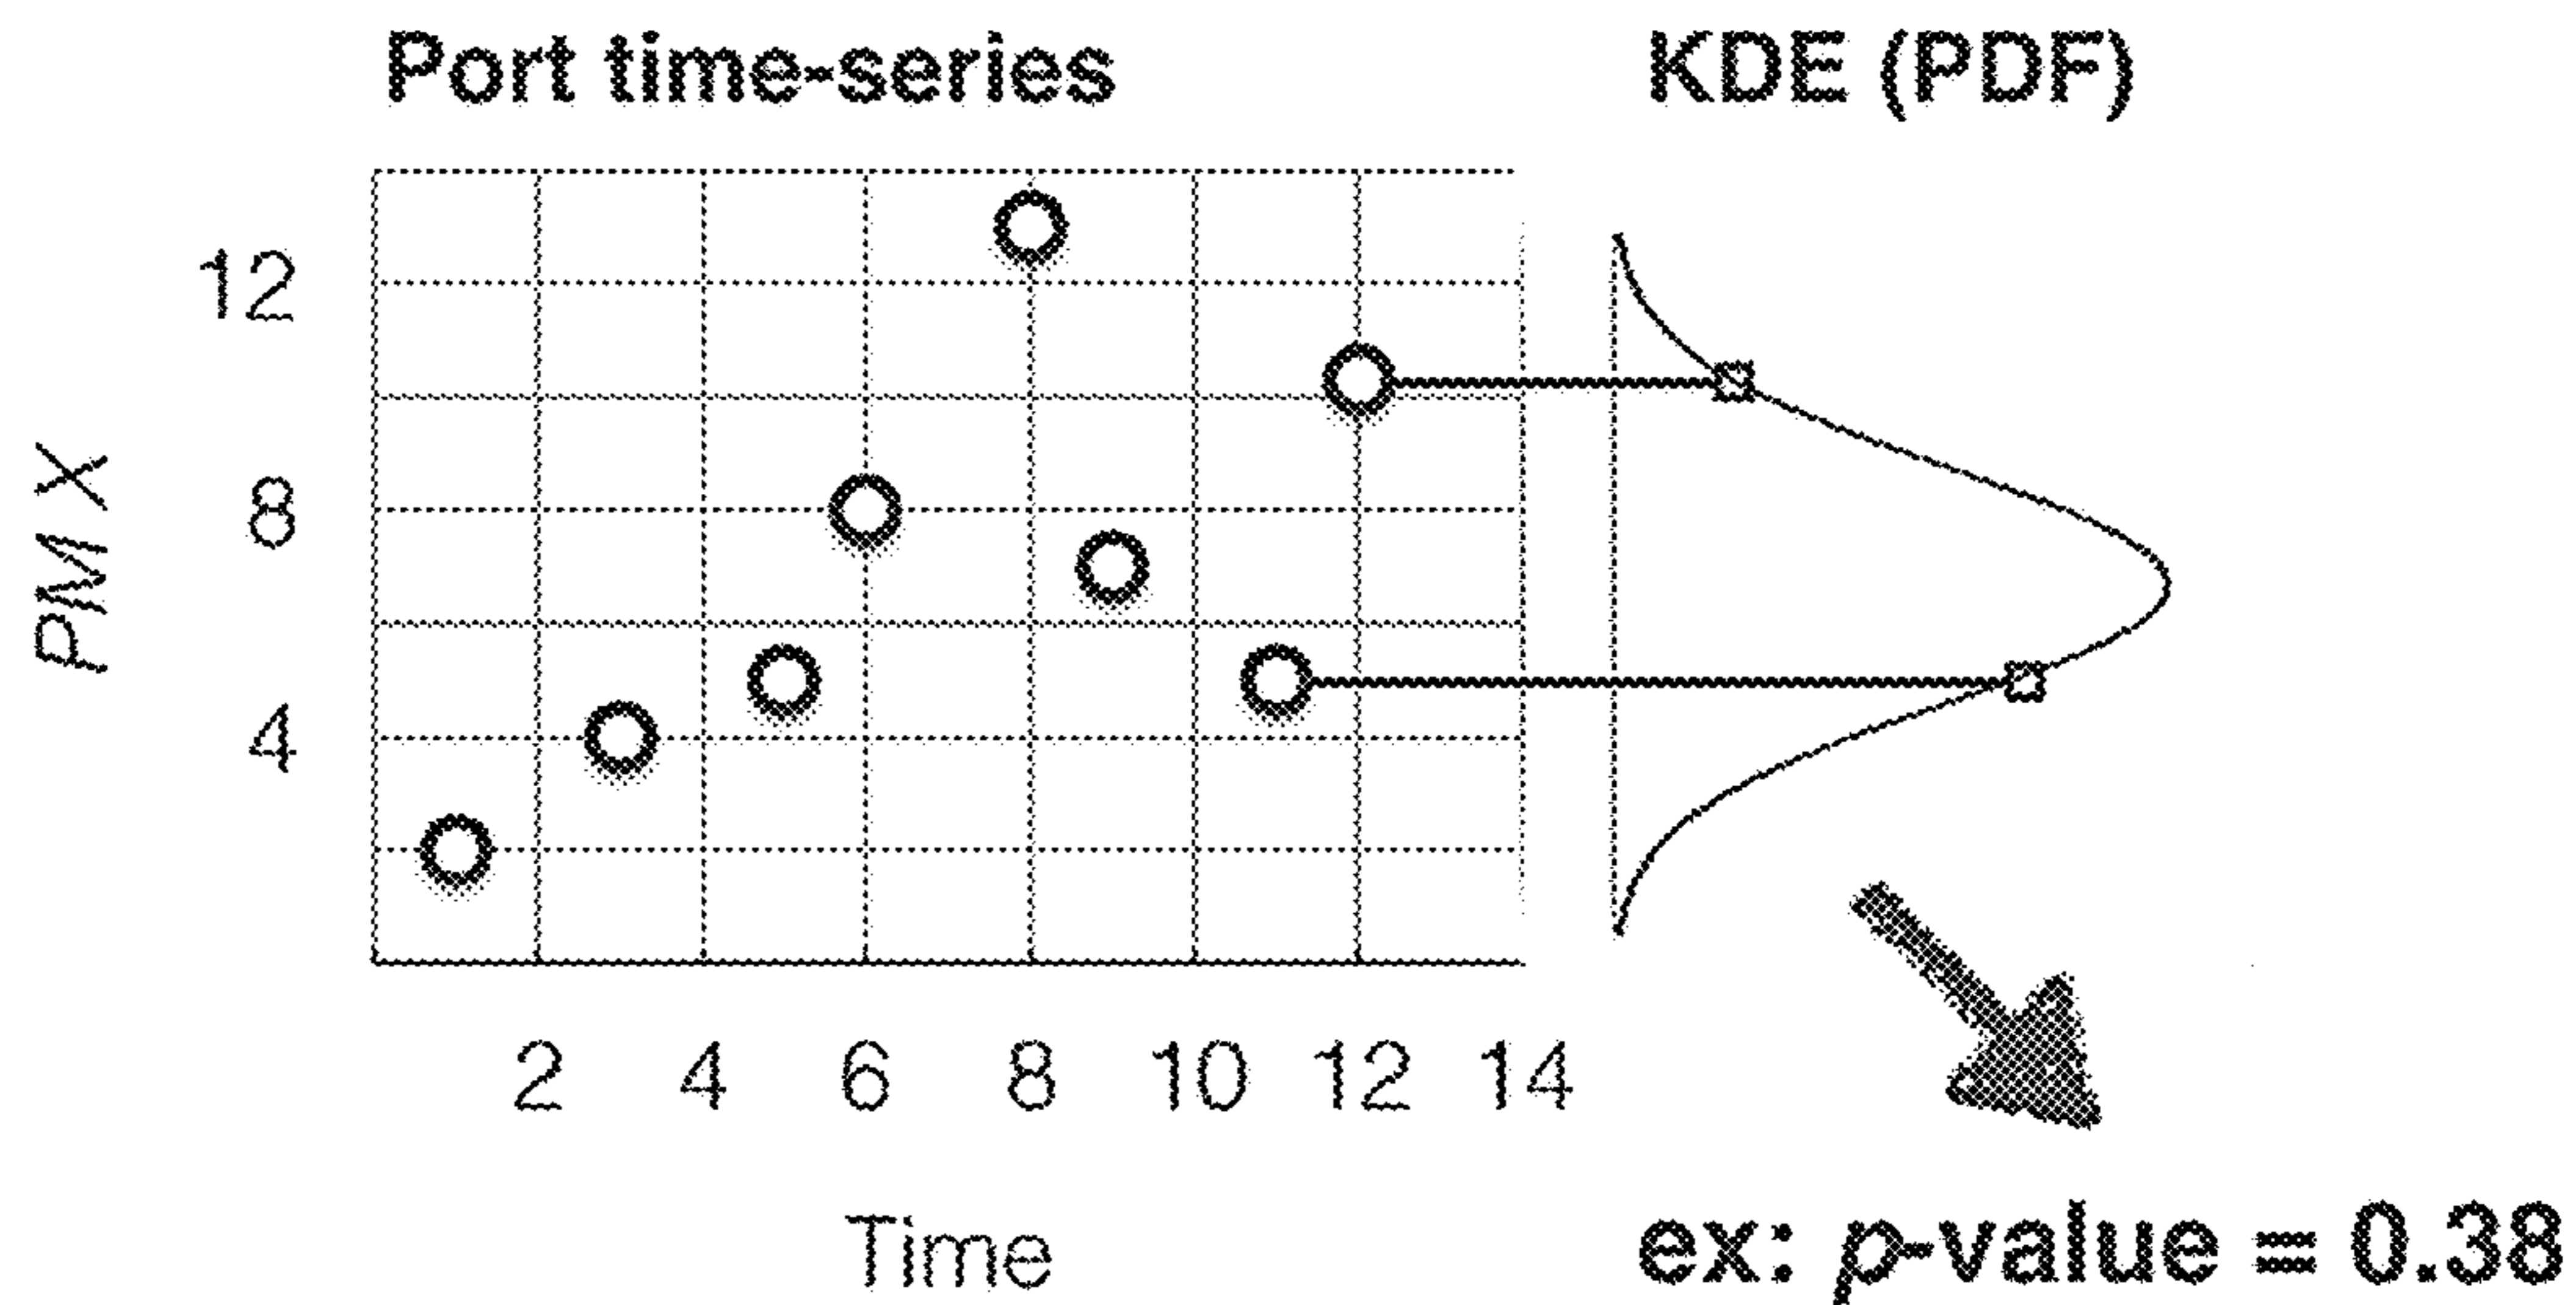 Port time-series
KDE (PDF)
12
8
4
PM X
2 4 6 8 10 12 14
Time
ex: p-value = 0.38